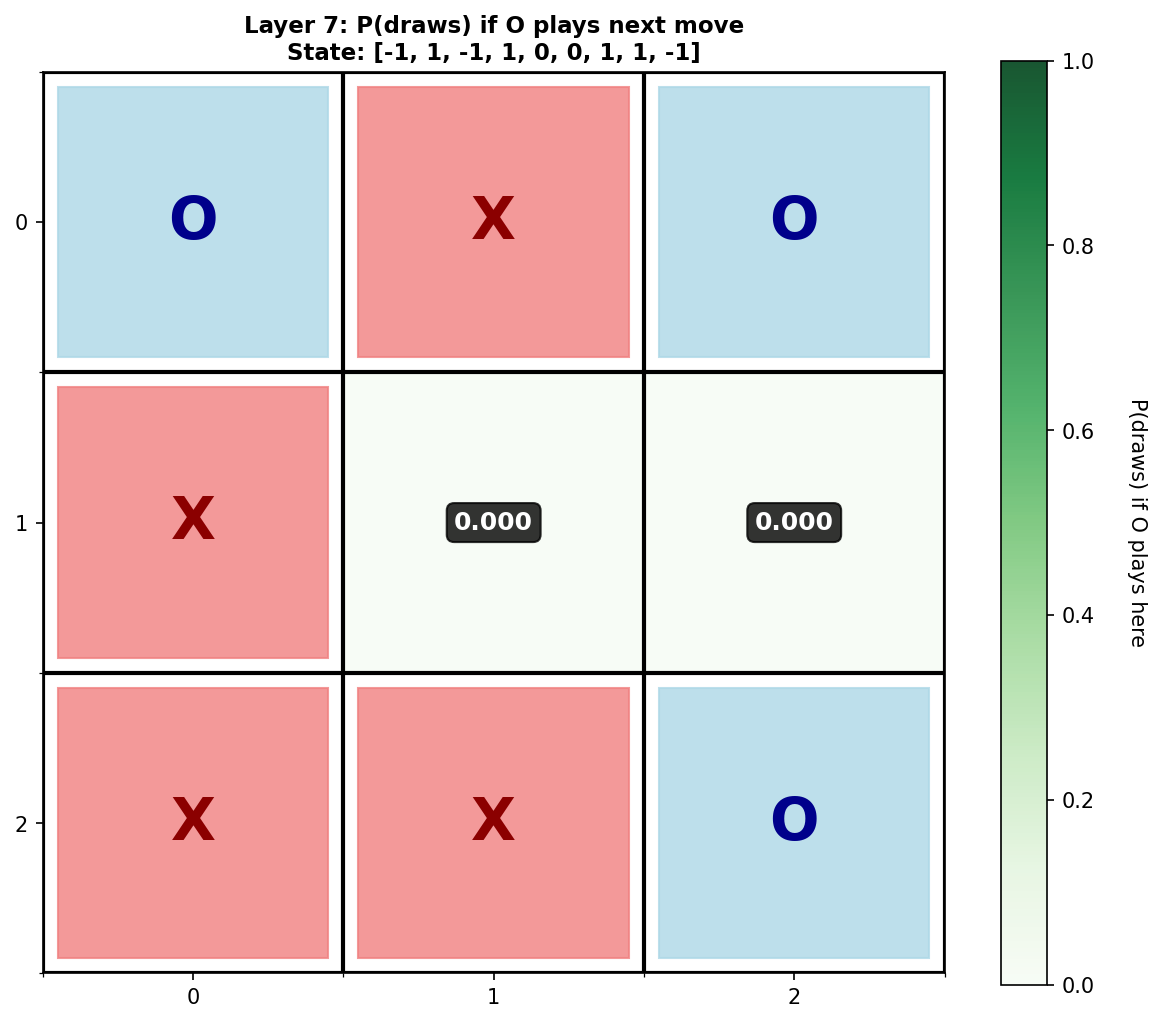 Layer 7: P(draws) if O plays next move
State: [-1, 1, -1, 1, 0, 0, 1, 1, -1]
O X O
X 0.000 0.000
X X O
0
1
2
0 1 2
1.0
0.8
0.6
0.4
0.2
0.0
P(draws) if O plays here